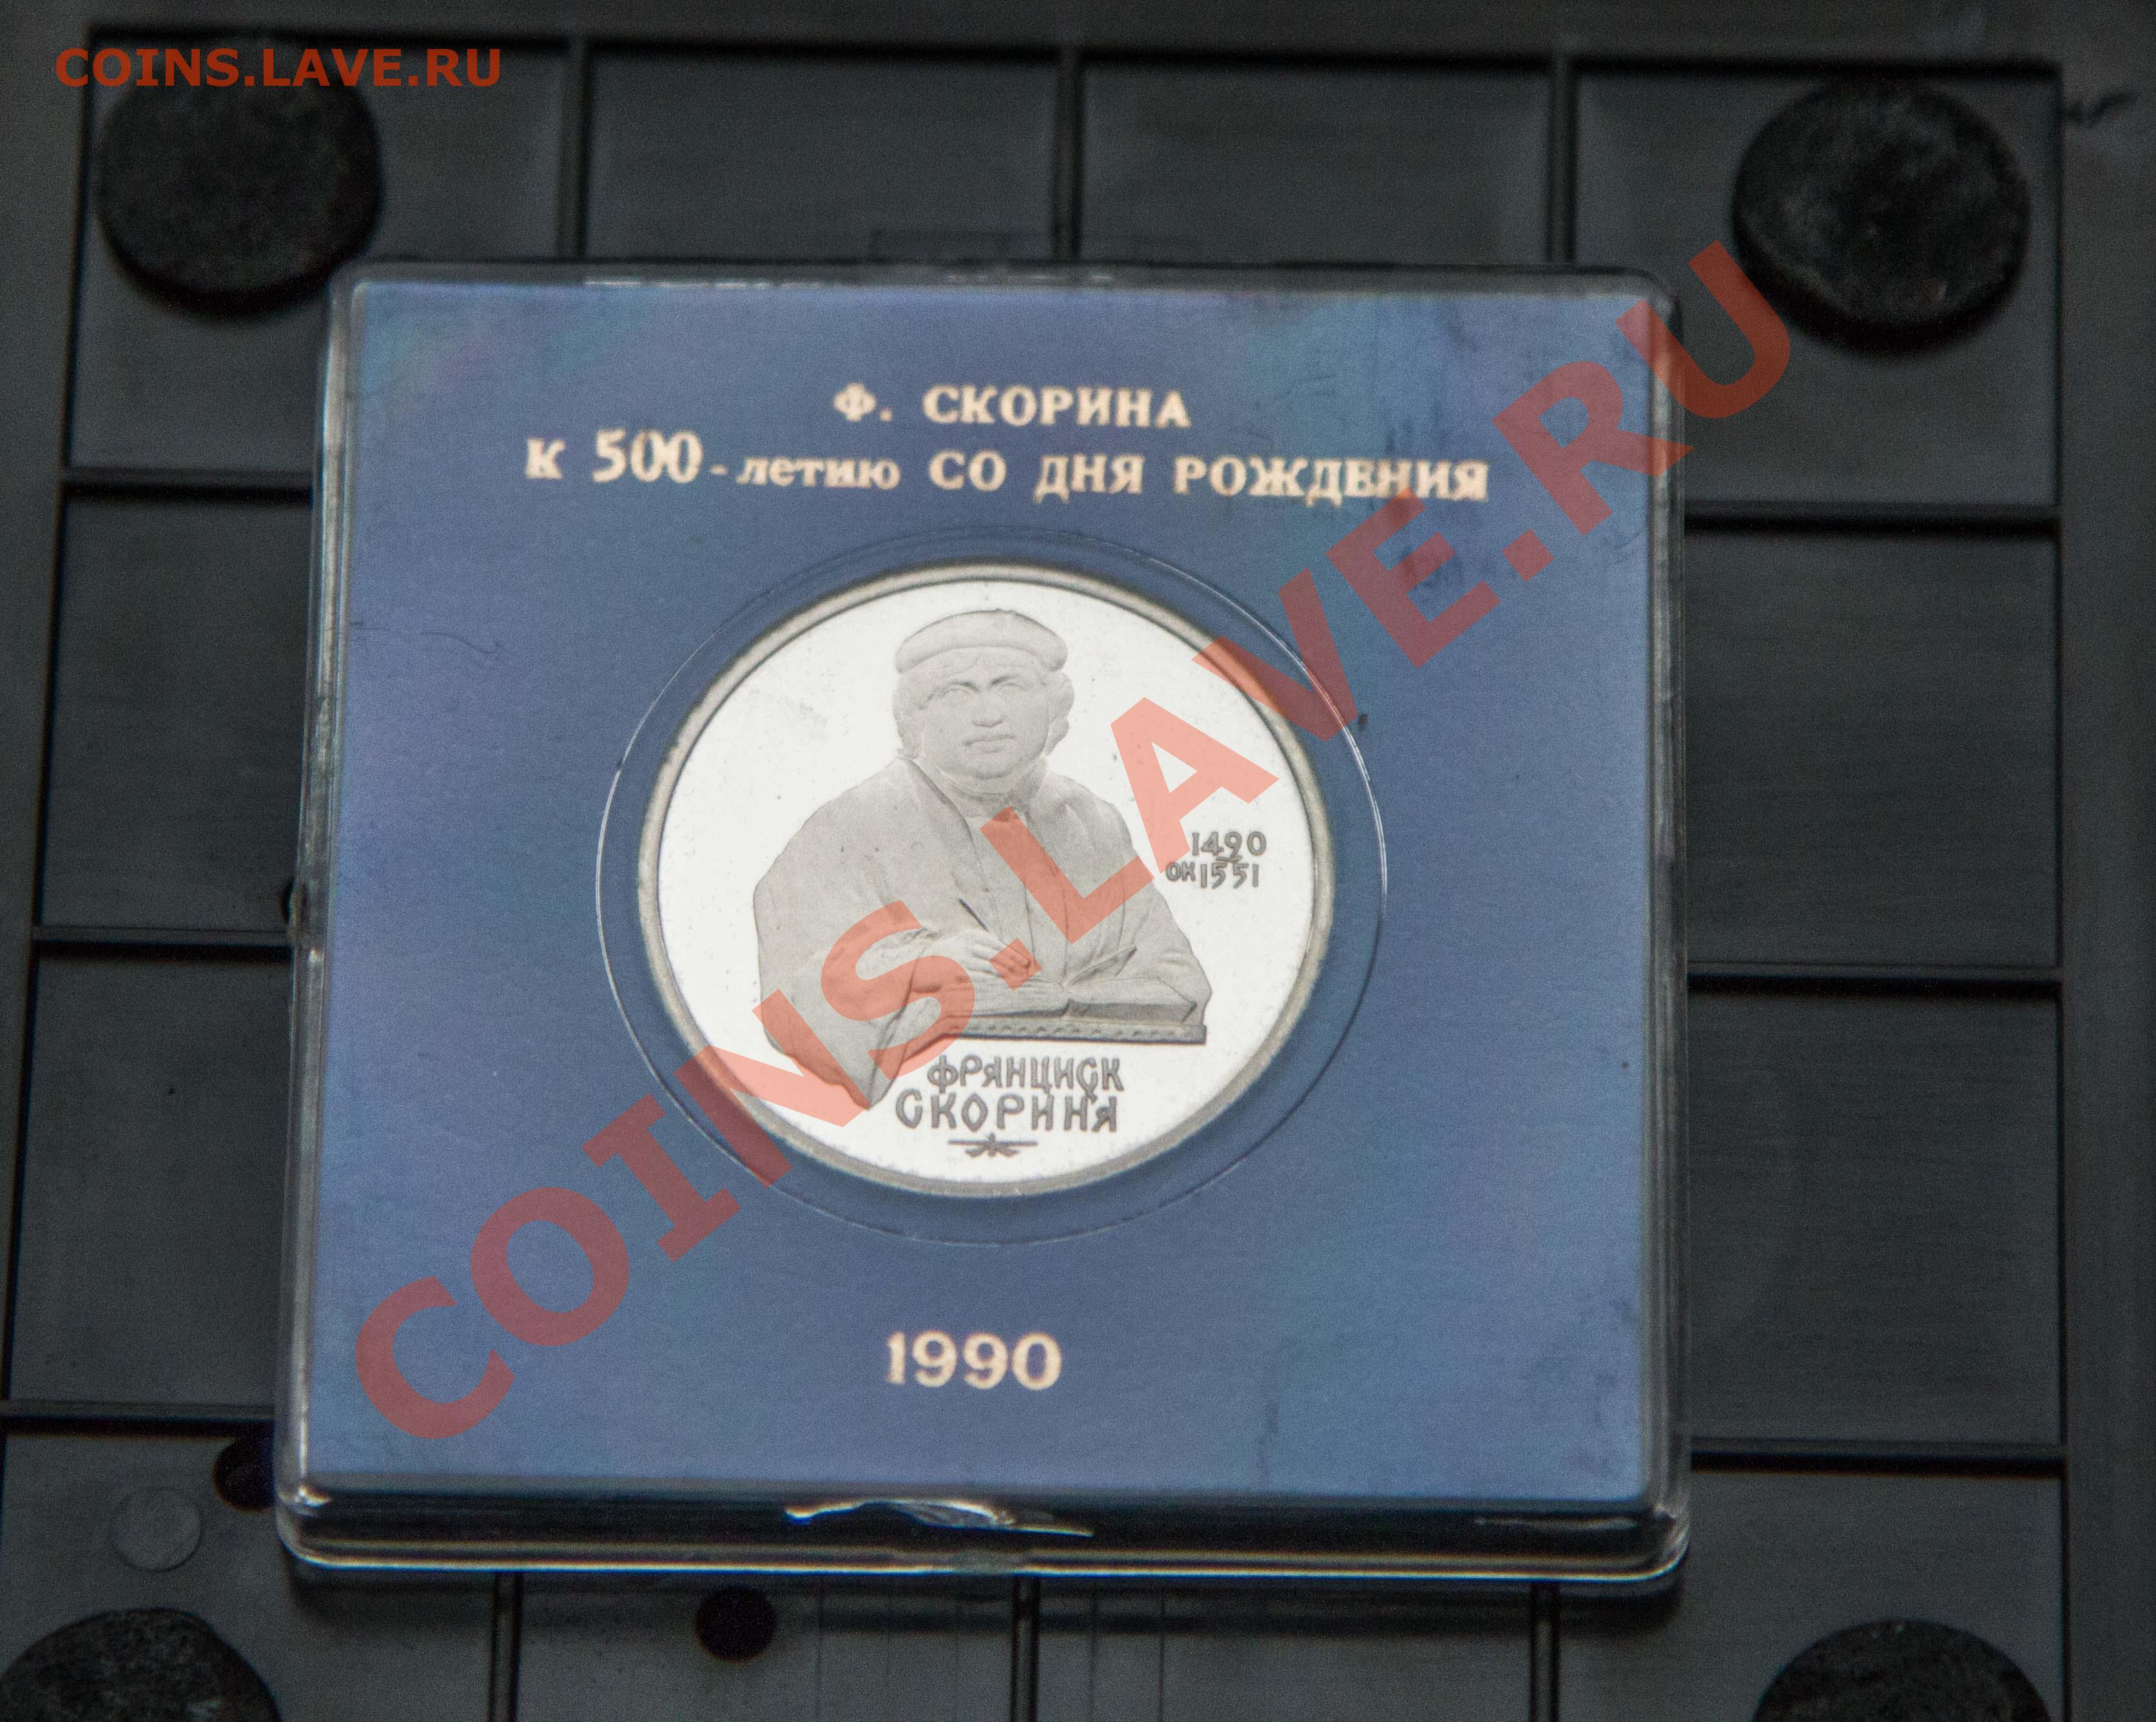 COINS.LAVE.RU
Ф. СКОРИНА
К 500-летию СО ДНЯ РОЖДЕНИЯ
1490
ОК 1551
ФРАНЦИСК
СКОРИНА
1990
COINS.LAVE.RU